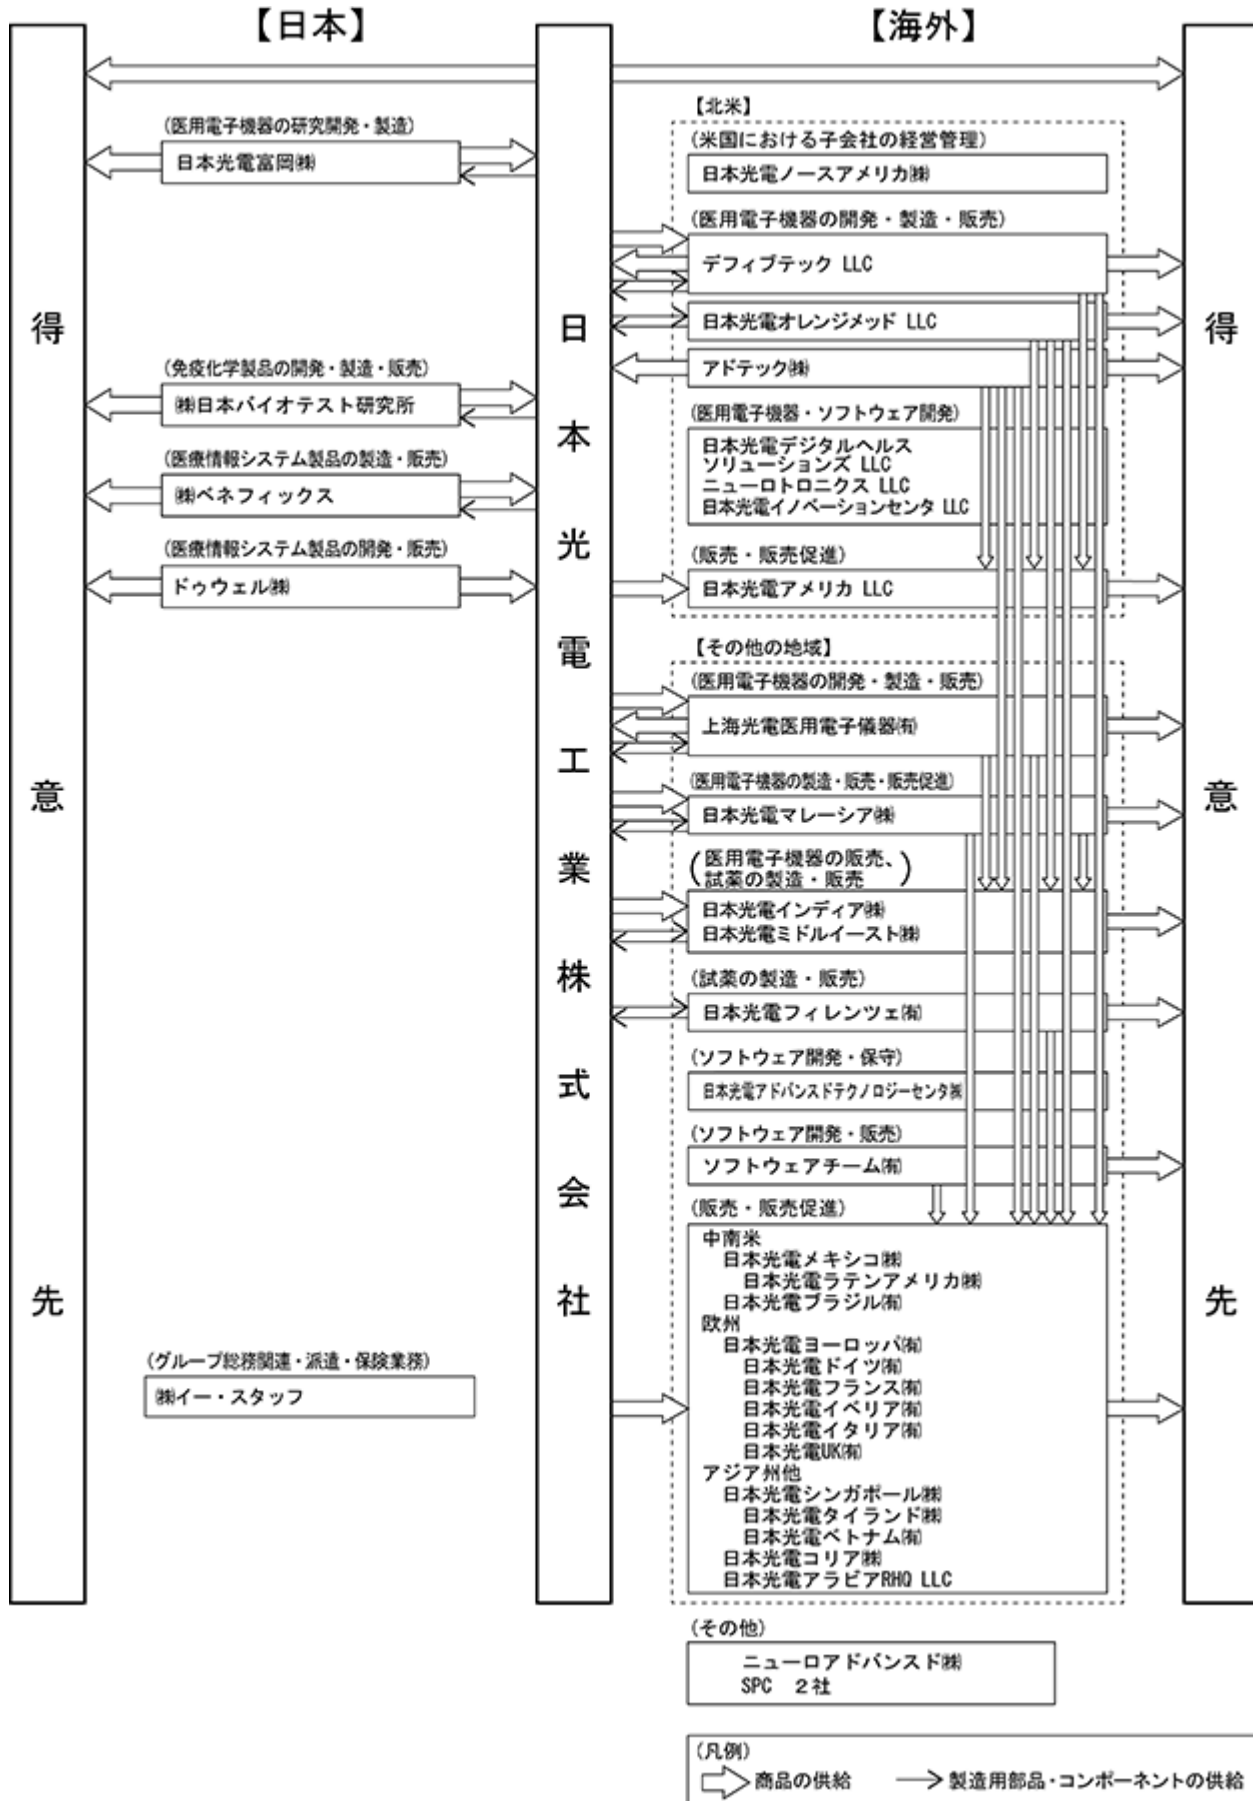 【日本】
【海外】
得意先
日本光電工業株式会社
得意先
(医用電子機器の研究開発・製造)
日本光電富岡㈱
(免疫化学製品の開発・製造・販売)
㈱日本バイオテスト研究所
(医療情報システム製品の製造・販売)
㈱ベネフィックス
(医療情報システム製品の開発・販売)
ドゥウェル㈱
(グループ総務関連・派遣・保険業務)
㈱イー・スタッフ
【北米】
(米国における子会社の経営管理)
日本光電ノースアメリカ㈱
(医用電子機器の開発・製造・販売)
デフィブテック LLC
日本光電オレンジメッド LLC
アドテック㈱
(医用電子機器・ソフトウェア開発)
日本光電デジタルヘルス
ソリューションズ LLC
ニューロトロニクス LLC
日本光電イノベーションセンタ LLC
(販売・販売促進)
日本光電アメリカ LLC
【その他の地域】
(医用電子機器の開発・製造・販売)
上海光電医用電子儀器㈲
(医用電子機器の製造・販売・販売促進)
日本光電マレーシア㈱
(医用電子機器の販売、
試薬の製造・販売)
日本光電インディア㈱
日本光電ミドルイースト㈱
(試薬の製造・販売)
日本光電フィレンツェ㈲
(ソフトウェア開発・保守)
日本光電アドバンスドテクノロジーセンタ㈱
(ソフトウェア開発・販売)
ソフトウェアチーム㈲
(販売・販売促進)
中南米
日本光電メキシコ㈱
日本光電ラテンアメリカ㈱
日本光電ブラジル㈲
欧州
日本光電ヨーロッパ㈲
日本光電ドイツ㈲
日本光電フランス㈲
日本光電イベリア㈲
日本光電イタリア㈲
日本光電UK㈲
アジア州他
日本光電シンガポール㈱
日本光電タイランド㈱
日本光電ベトナム㈲
日本光電コリア㈱
日本光電アラビアRHQ LLC
(その他)
ニューロアドバンスド㈱
SPC 2社
(凡例)
商品の供給
製造用部品・コンポーネントの供給